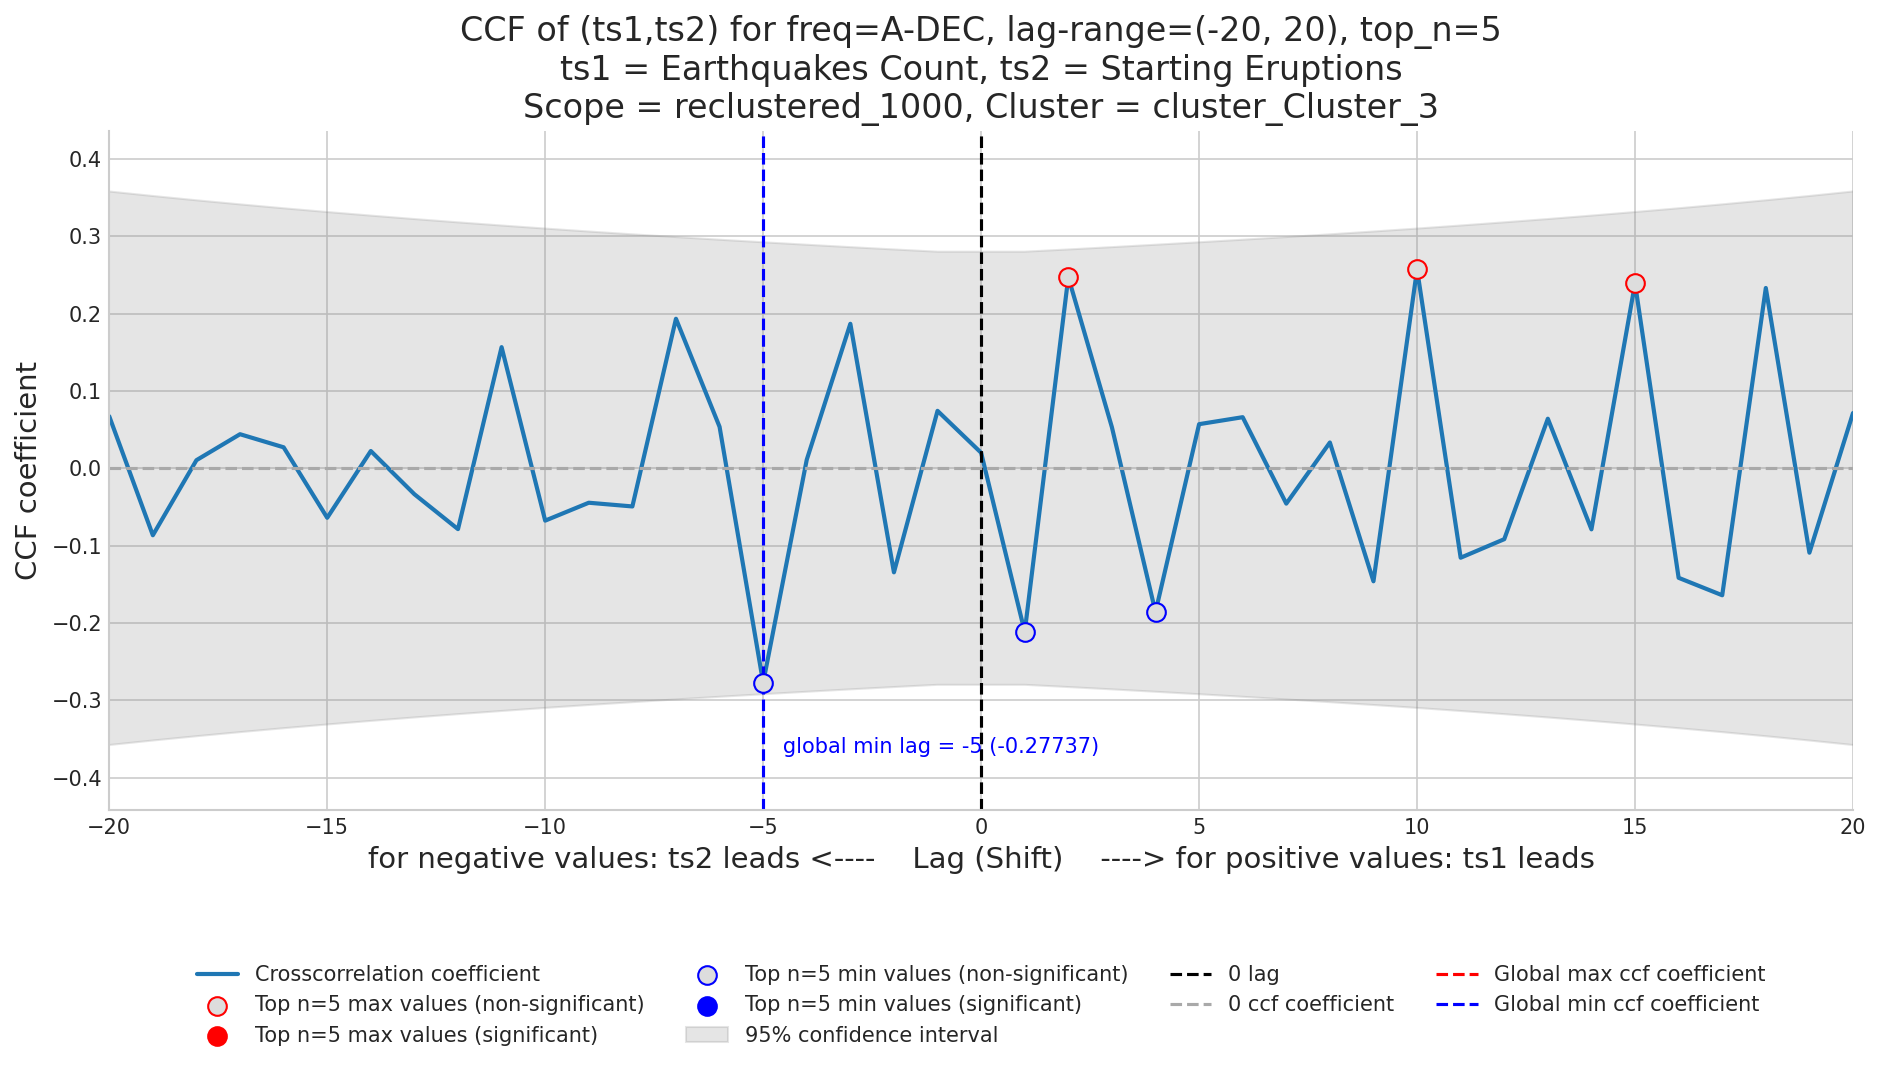 CCF of (ts1,ts2) for freq=A-DEC, lag-range=(-20, 20), top_n=5
ts1 = Earthquakes Count, ts2 = Starting Eruptions
Scope = reclustered_1000, Cluster = cluster_Cluster_3
CCF coefficient
0.4
0.3
0.2
0.1
0.0
−0.1
−0.2
−0.3
−0.4
global min lag = -5 (-0.27737)
−20 −15 −10 −5 0 5 10 15 20
for negative values: ts2 leads <---- Lag (Shift) ----> for positive values: ts1 leads
Crosscorrelation coefficient
Top n=5 max values (non-significant)
Top n=5 max values (significant)
Top n=5 min values (non-significant)
Top n=5 min values (significant)
95% confidence interval
0 lag
0 ccf coefficient
Global max ccf coefficient
Global min ccf coefficient